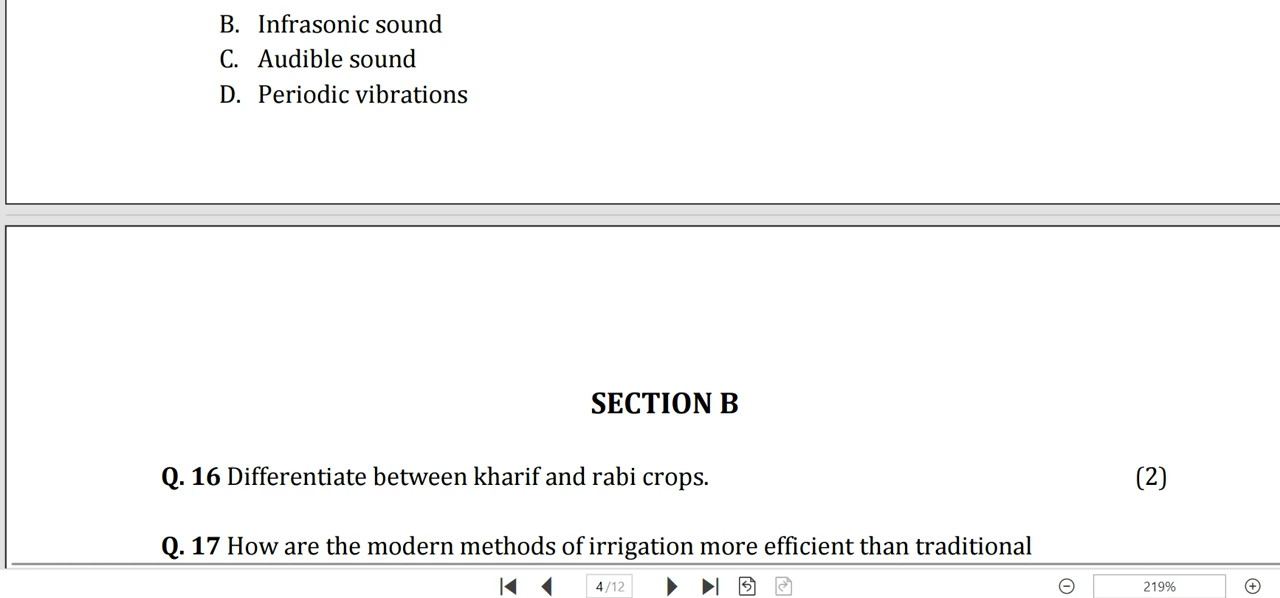 B. Infrasonic sound
C. Audible sound
D. Periodic vibrations
SECTION B
Q. 16 Differentiate between kharif and rabi crops. (2)
Q. 17 How are the modern methods of irrigation more efficient than traditional
4/12
219%